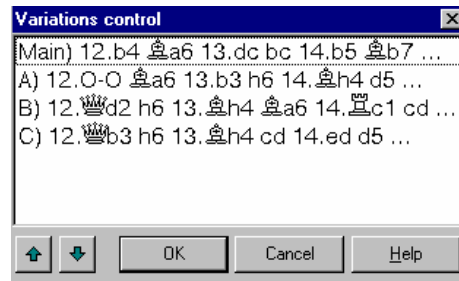 Variations control
Main) 12.b4 ♗a6 13.dc bc 14.b5 ♗b7 ...
A) 12.O-O ♗a6 13.b3 h6 14.♗h4 d5 ...
B) 12.♕d2 h6 13.♗h4 ♗a6 14.♖c1 cd ...
C) 12.♕b3 h6 13.♗h4 cd 14.ed d5 ...
OK Cancel Help